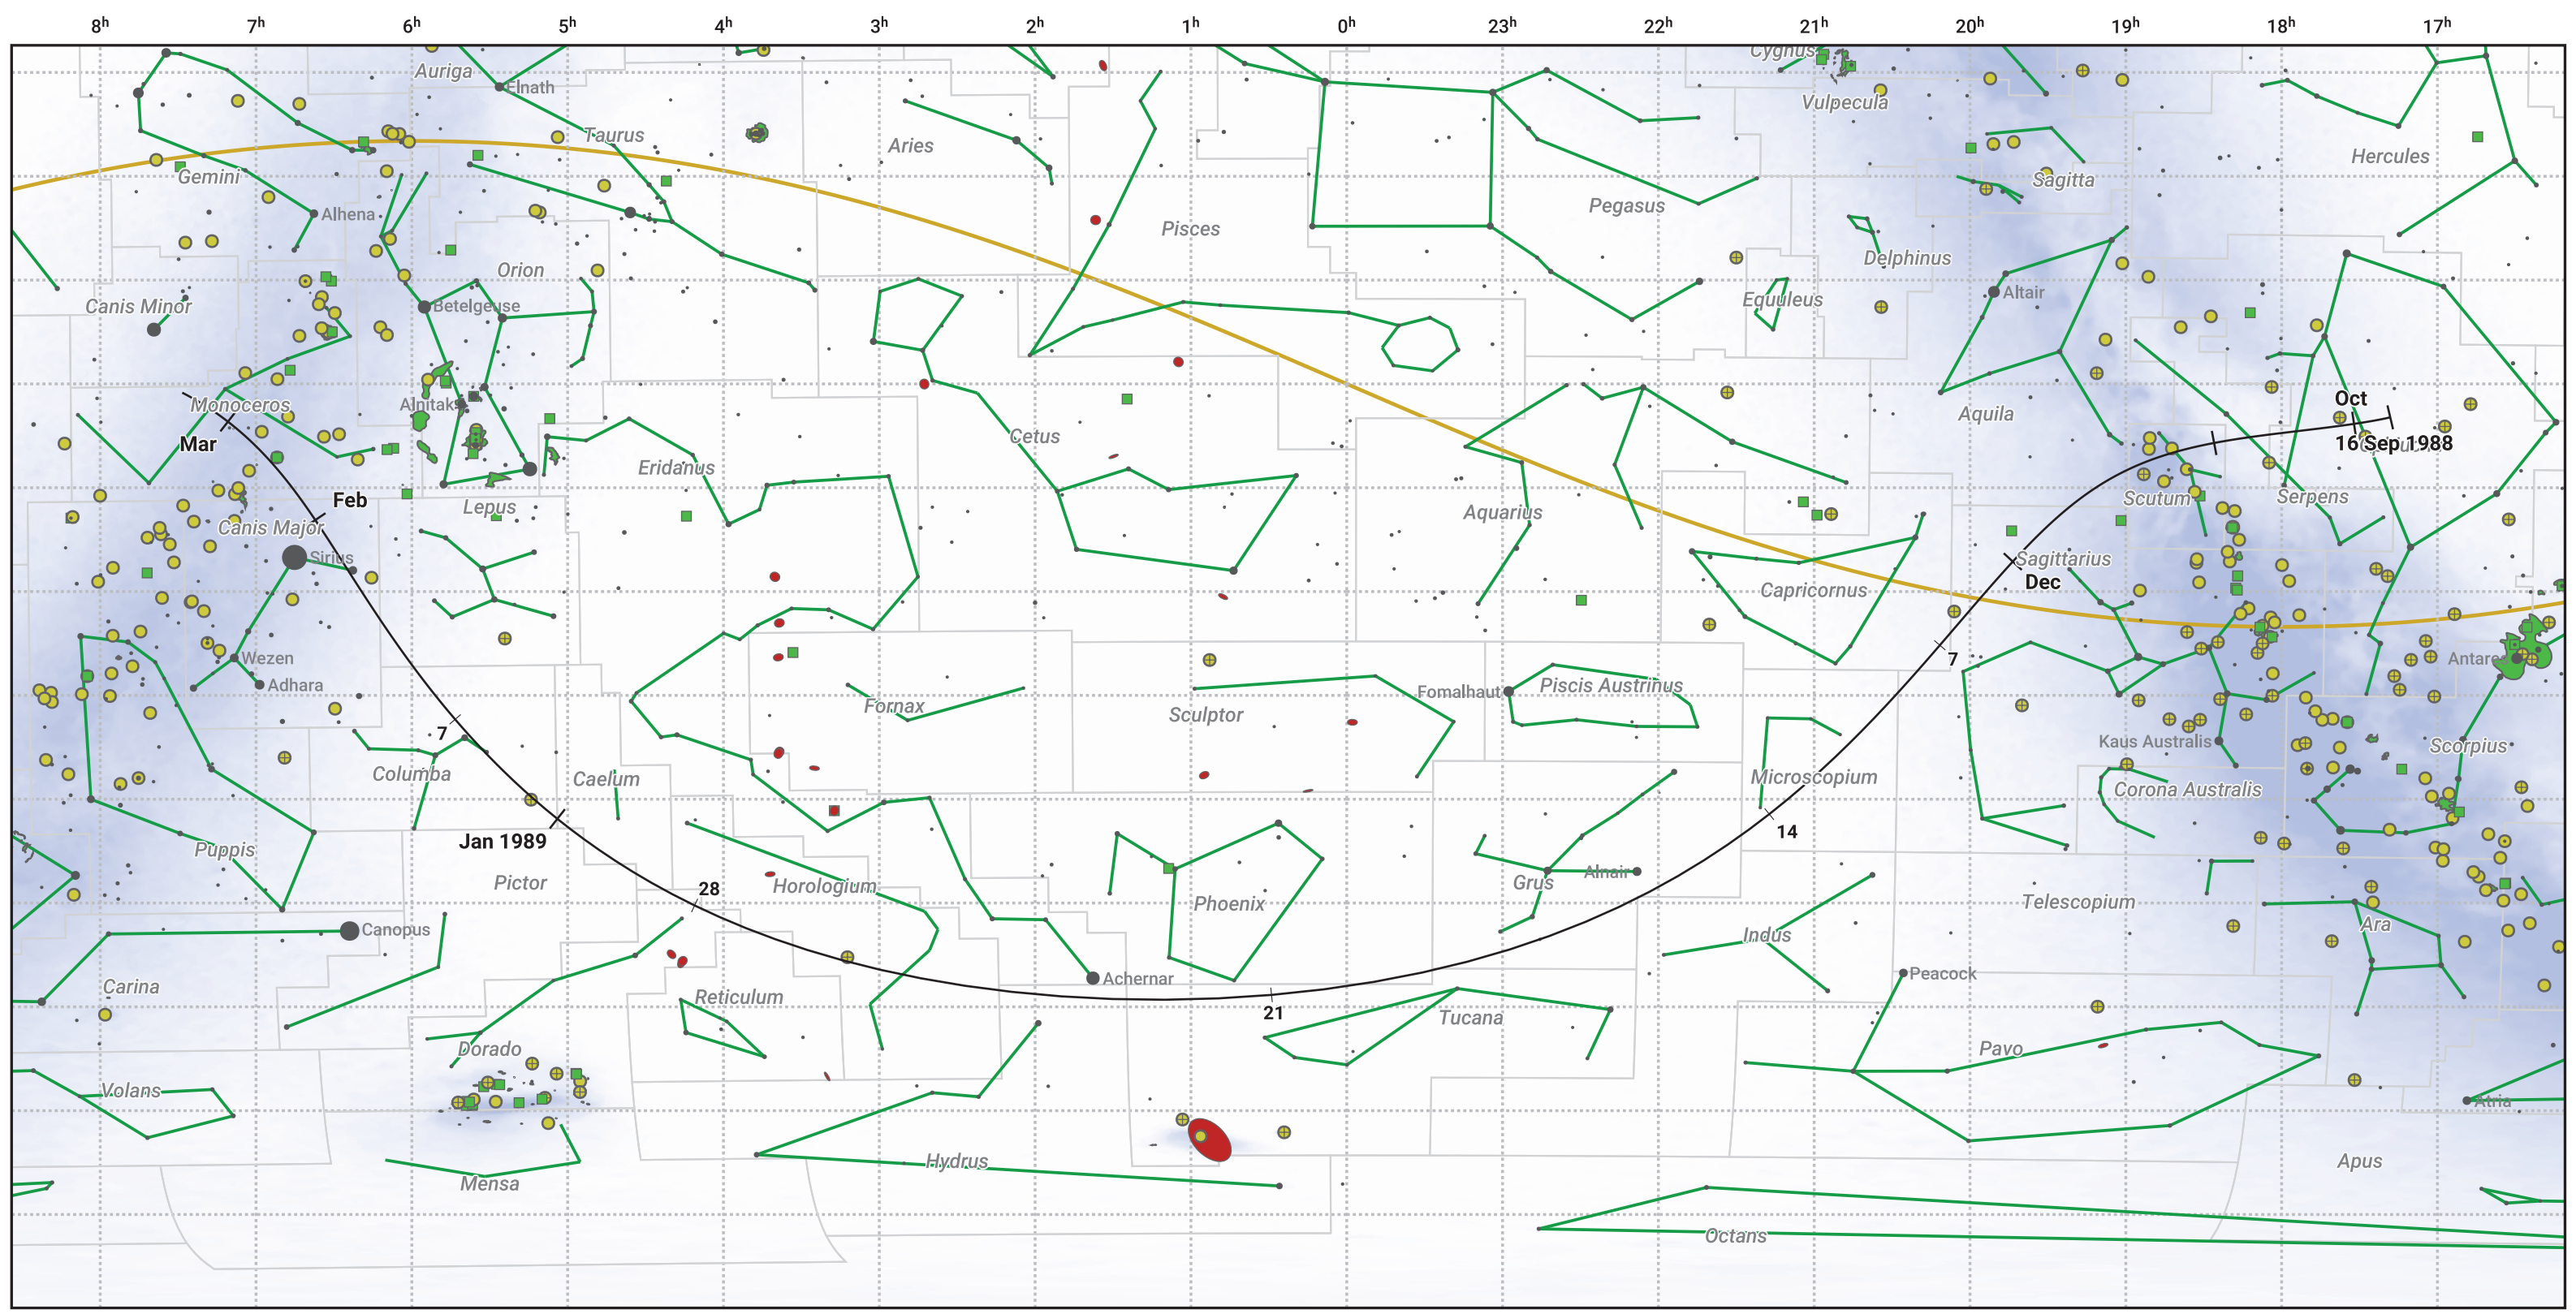 8h 7h 6h 5h 4h 3h 2h 1h 0h 23h 22h 21h 20h 19h 18h 17h
Cygnus
Auriga
Elnath
Vulpecula
Taurus
Aries
Hercules
Gemini
Sagitta
Alhena
Pisces
Pegasus
Delphinus
Orion
Canis Minor
Betelgeuse
Equuleus
Altair
Monoceros
Alnitak
Oct
Mar
Aquila
Cetus
16 Sep 1988
Eridanus
Feb
Lepus
Canis Major
Aquarius
Scutum
Serpens
Sirius
Sagittarius
Dec
Capricornus
Wezen
7
Antares
Adhara
Fornax
Sculptor
Fomalhaut
Piscis Austrinus
7
Kaus Australis
Scorpius
Columba
Caelum
Microscopium
Corona Australis
Jan 1989
14
Puppis
Pictor
28
Horologium
Phoenix
Grus
Alnair
Telescopium
Canopus
Indus
Ara
Carina
Achernar
Peacock
Reticulum
21
Tucana
Dorado
Pavo
Volans
Atria
Hydrus
Apus
Mensa
Octans